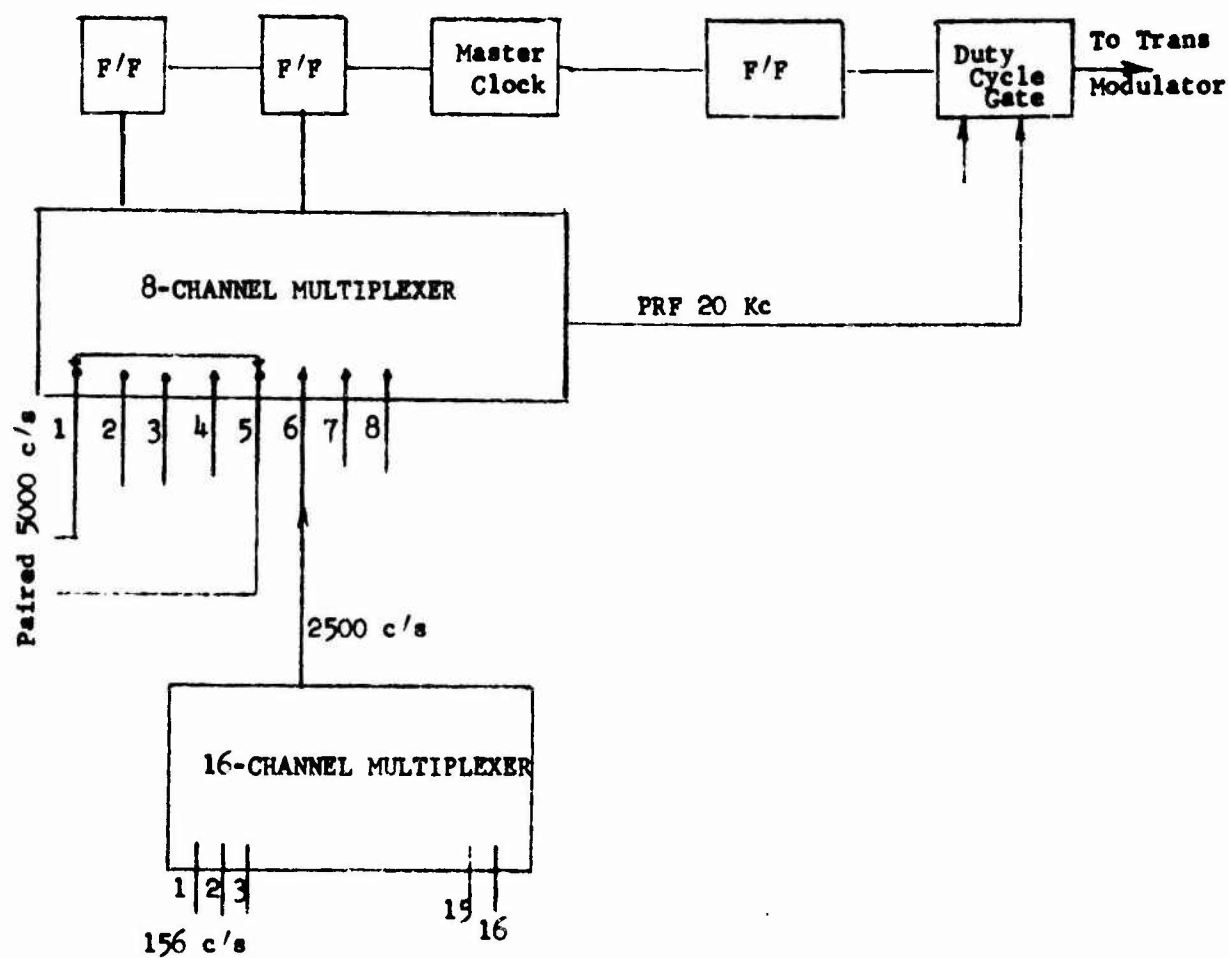 F/F
F/F
Master
Clock
F/F
Duty
Cycle
Gate
To Trans
Modulator
8-CHANNEL MULTIPLEXER
PRF 20 Kc
1
2
3
4
5
6
7
8
Paired 5000 c/s
2500 c/s
16-CHANNEL MULTIPLEXER
1
2
3
15
16
156 c/s